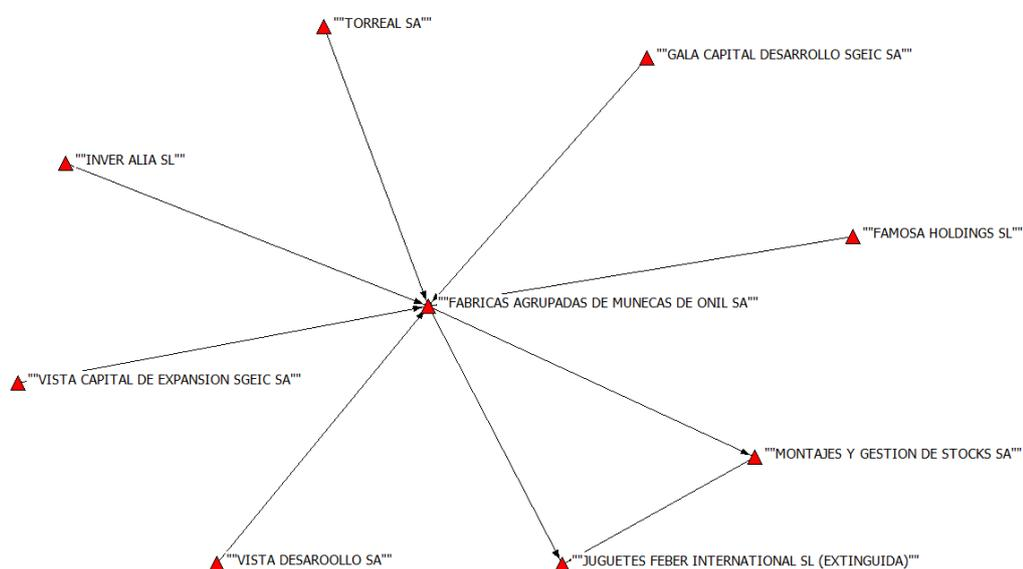 ""TORREAL SA""
""GALA CAPITAL DESARROLLO SGEIC SA""
""INVER ALIA SL""
""FAMOSA HOLDINGS SL""
""FABRICAS AGRUPADAS DE MUNECAS DE ONIL SA""
""VISTA CAPITAL DE EXPANSION SGEIC SA""
""MONTAJES Y GESTION DE STOCKS SA""
""VISTA DESAROOLLO SA""
""JUGUETES FEBER INTERNATIONAL SL (EXTINGUIDA)""